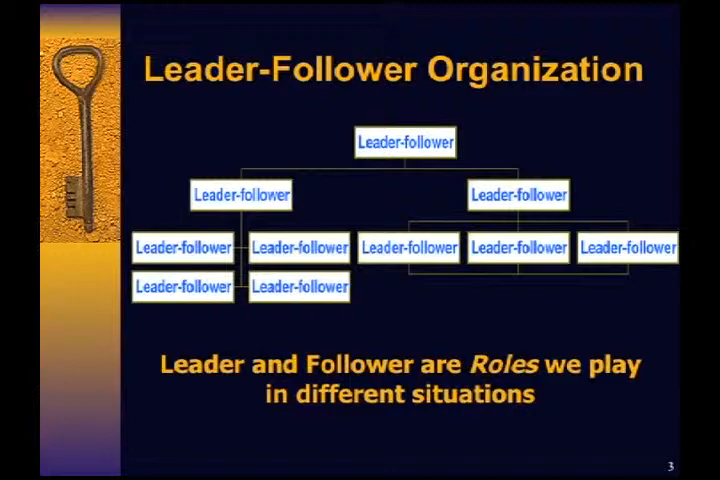 Leader-Follower Organization
Leader-follower
Leader-follower Leader-follower
Leader-follower Leader-follower Leader-follower Leader-follower Leader-follower
Leader-follower Leader-follower
Leader and Follower are Roles we play
in different situations
3